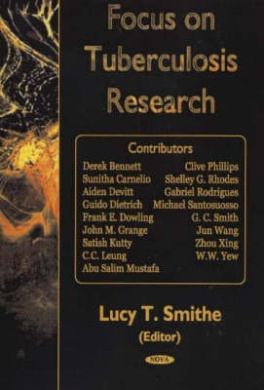 Focus on
Tuberculosis
Research
Contributors
Derek Bennett Clive Phillips
Sunitha Carnelio Shelley G. Rhodes
Aiden Devitt Gabriel Rodrigues
Guido Dietrich Michael Santosuosso
Frank E. Dowling G. C. Smith
John M. Grange Jun Wang
Satish Kutty Zhou Xing
C.C. Leung W.W. Yew
Abu Salim Mustafa
Lucy T. Smithe
(Editor)
NOVA